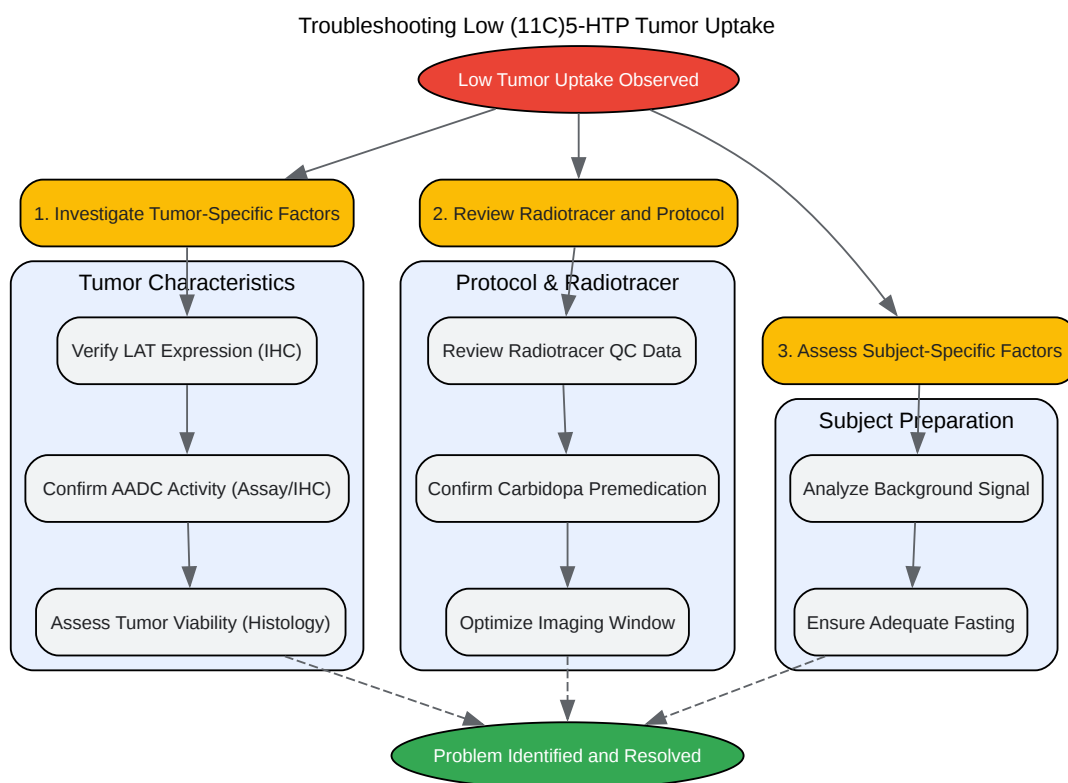 Troubleshooting Low (11C)5-HTP Tumor Uptake
Low Tumor Uptake Observed
1. Investigate Tumor-Specific Factors
2. Review Radiotracer and Protocol
3. Assess Subject-Specific Factors
Tumor Characteristics
Verify LAT Expression (IHC)
Confirm AADC Activity (Assay/IHC)
Assess Tumor Viability (Histology)
Protocol & Radiotracer
Review Radiotracer QC Data
Confirm Carbidopa Premedication
Optimize Imaging Window
Subject Preparation
Analyze Background Signal
Ensure Adequate Fasting
Problem Identified and Resolved